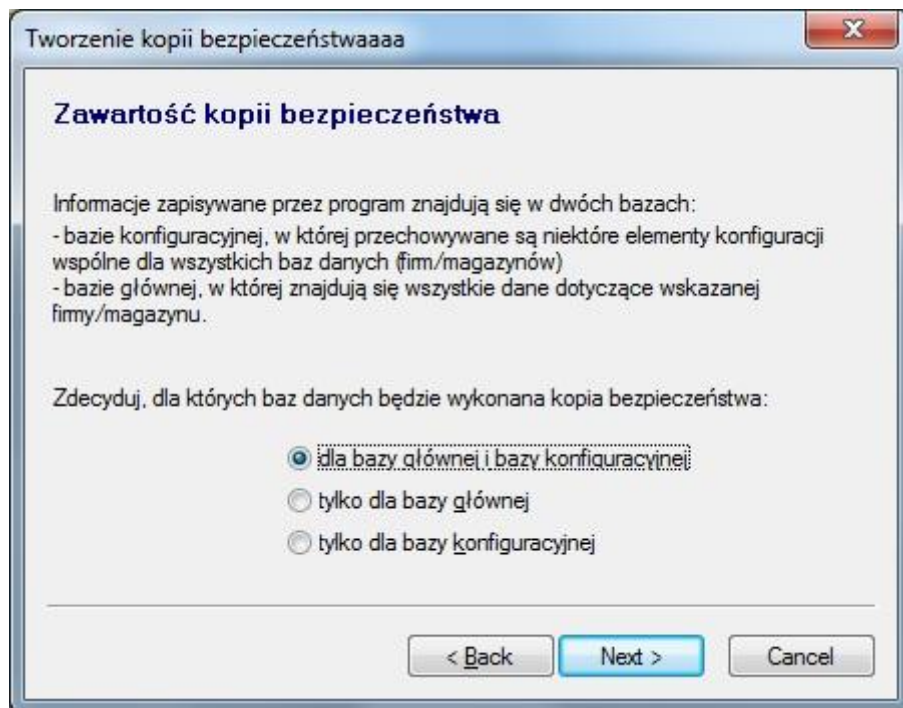 Tworzenie kopii bezpieczeństwaaaa
Zawartość kopii bezpieczeństwa
Informacje zapisywane przez program znajdują się w dwóch bazach:
- bazie konfiguracyjnej, w której przechowywane są niektóre elementy konfiguracji
wspólne dla wszystkich baz danych (firm/magazynów)
- bazie głównej, w której znajdują się wszystkie dane dotyczące wskazanej
firmy/magazynu.
Zdecyduj, dla których baz danych będzie wykonana kopia bezpieczeństwa:
dla bazy głównej i bazy konfiguracyjnej
tylko dla bazy głównej
tylko dla bazy konfiguracyjnej
< Back
Next >
Cancel